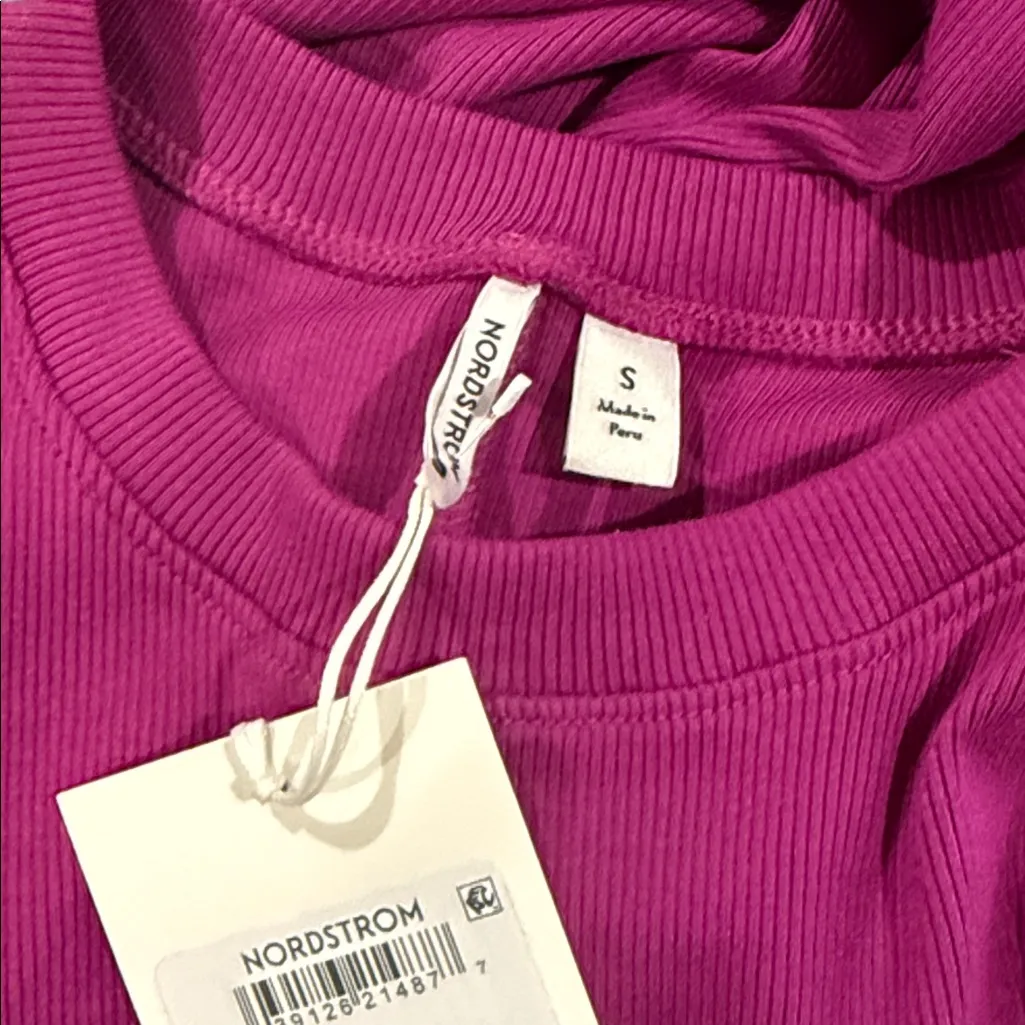 NORDSTROM
S
Made in
Peru
NORDSTROM
39126 21487 7